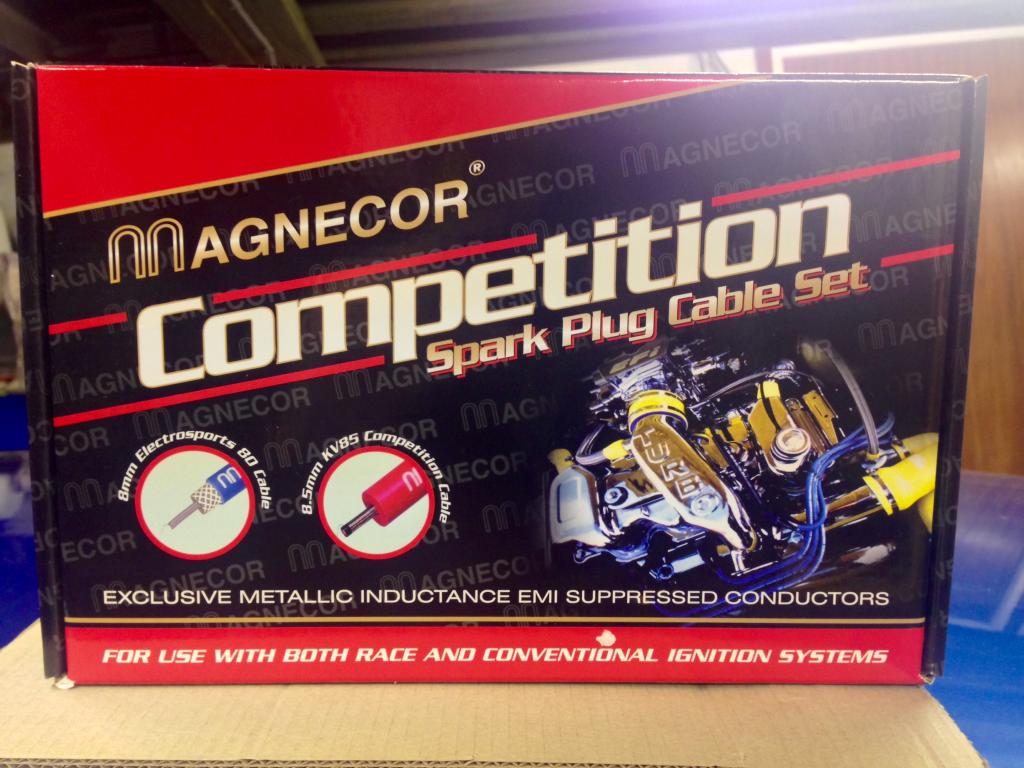 MAGNECOR®
Competition
Spark Plug Cable Set
8mm Electrosports 80 Cable
8.5mm KV85 Competition Cable
EXCLUSIVE METALLIC INDUCTANCE EMI SUPPRESSED CONDUCTORS
FOR USE WITH BOTH RACE AND CONVENTIONAL IGNITION SYSTEMS